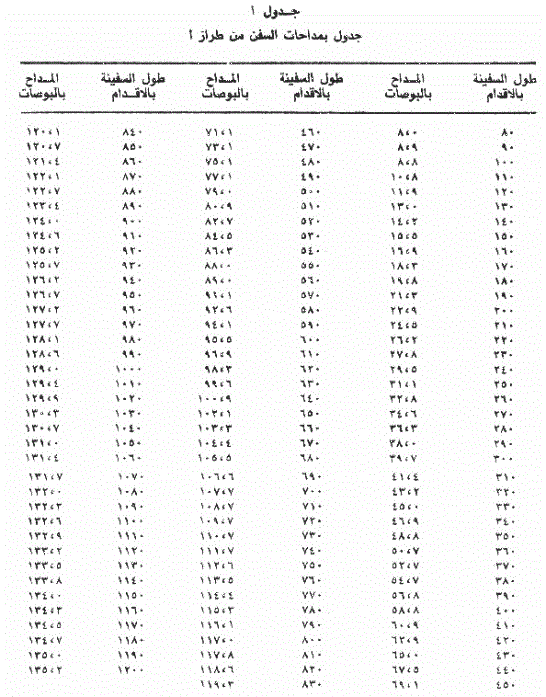 جــدول ١
جدول بمداحات السفن من طراز أ
طول السفينة المـداح طول السفينة المـداح طول السفينة المـداح
بالاقدام بالبوصات بالاقدام بالبوصات بالاقـدام بالبوصات
٨٠ ٨،٠ ٤٦٠ ٧١،١ ٨٤٠ ١٢٠،١
٩٠ ٨،٩ ٤٧٠ ٧٣،١ ٨٥٠ ١٢٠،٧
١٠٠ ٨،٨ ٤٨٠ ٧٥،١ ٨٦٠ ١٢١،٤
١١٠ ١٠،٨ ٤٩٠ ٧٧،١ ٨٧٠ ١٢٢،١
١٢٠ ١١،٩ ٥٠٠ ٧٩،٠ ٨٨٠ ١٢٢،٧
١٣٠ ١٣،٠ ٥١٠ ٨٠،٩ ٨٩٠ ١٢٣،٤
١٤٠ ١٤،٢ ٥٢٠ ٨٢،٧ ٩٠٠ ١٢٤،٠
١٥٠ ١٥،٥ ٥٣٠ ٨٤،٥ ٩١٠ ١٢٤،٦
١٦٠ ١٦،٩ ٥٤٠ ٨٦،٣ ٩٢٠ ١٢٥،٢
١٧٠ ١٨،٣ ٥٥٠ ٨٨،٠ ٩٣٠ ١٢٥،٧
١٨٠ ١٩،٨ ٥٦٠ ٨٩،٠ ٩٤٠ ١٢٦،٢
١٩٠ ٢١،٣ ٥٧٠ ٩١،١ ٩٥٠ ١٢٦،٧
٢٠٠ ٢٢،٩ ٥٨٠ ٩٢،٦ ٩٦٠ ١٢٧،٢
٢١٠ ٢٤،٥ ٥٩٠ ٩٤،١ ٩٧٠ ١٢٧،٧
٢٢٠ ٢٦،٢ ٦٠٠ ٩٥،٥ ٩٨٠ ١٢٨،١
٢٣٠ ٢٧،٨ ٦١٠ ٩٦،٩ ٩٩٠ ١٢٨،٦
٢٤٠ ٢٩،٥ ٦٢٠ ٩٨،٣ ١٠٠٠ ١٢٩،٠
٢٥٠ ٣١،١ ٦٣٠ ٩٩،٦ ١٠١٠ ١٢٩،٤
٢٦٠ ٣٢،٨ ٦٤٠ ١٠٠،٩ ١٠٢٠ ١٢٩،٩
٢٧٠ ٣٤،٦ ٦٥٠ ١٠٢،١ ١٠٣٠ ١٣٠،٣
٢٨٠ ٣٦،٣ ٦٦٠ ١٠٣،٣ ١٠٤٠ ١٣٠،٧
٢٩٠ ٣٨،٠ ٦٧٠ ١٠٤،٤ ١٠٥٠ ١٣١،٠
٣٠٠ ٣٩،٧ ٦٨٠ ١٠٥،٥ ١٠٦٠ ١٣١،٤
٣١٠ ٤١،٤ ٦٩٠ ١٠٦،٦ ١٠٧٠ ١٣١،٧
٣٢٠ ٤٣،٢ ٧٠٠ ١٠٧،٧ ١٠٨٠ ١٣٢،٠
٣٣٠ ٤٥،٠ ٧١٠ ١٠٨،٧ ١٠٩٠ ١٣٢،٣
٣٤٠ ٤٦،٩ ٧٢٠ ١٠٩،٧ ١١٠٠ ١٣٢،٦
٣٥٠ ٤٨،٨ ٧٣٠ ١١٠،٧ ١١١٠ ١٣٢،٩
٣٦٠ ٥٠،٧ ٧٤٠ ١١١،٧ ١١٢٠ ١٣٣،٢
٣٧٠ ٥٢،٧ ٧٥٠ ١١٢،٦ ١١٣٠ ١٣٣،٥
٣٨٠ ٥٤،٧ ٧٦٠ ١١٣،٥ ١١٤٠ ١٣٣،٨
٣٩٠ ٥٦،٨ ٧٧٠ ١١٤،٤ ١١٥٠ ١٣٤،٠
٤٠٠ ٥٨،٨ ٧٨٠ ١١٥،٣ ١١٦٠ ١٣٤،٣
٤١٠ ٦٠،٩ ٧٩٠ ١١٦،١ ١١٧٠ ١٣٤،٥
٤٢٠ ٦٢،٩ ٨٠٠ ١١٧،٠ ١١٨٠ ١٣٤،٧
٤٣٠ ٦٥،٠ ٨١٠ ١١٧،٨ ١١٩٠ ١٣٥،٠
٤٤٠ ٦٧،٥ ٨٢٠ ١١٨،٦ ١٢٠٠ ١٣٥،٢
٤٥٠ ٦٩،١ ٨٣٠ ١١٩،٣